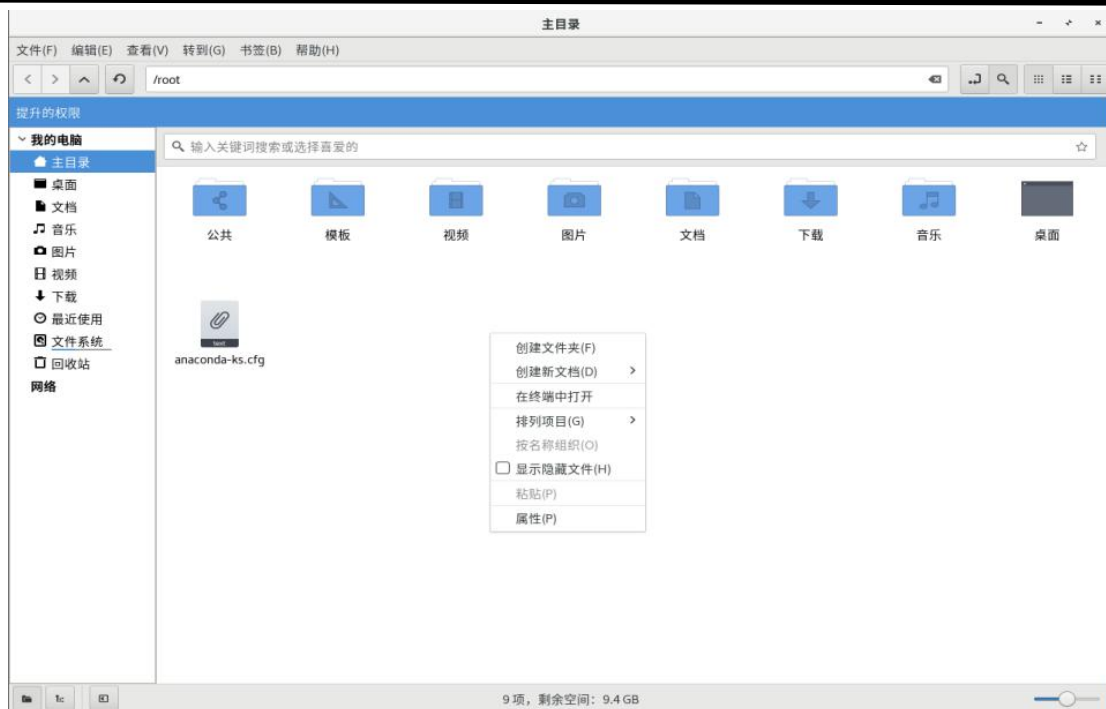 主目录
文件(F) 编辑(E) 查看(V) 转到(G) 书签(B) 帮助(H)
/root
提升的权限
我的电脑
主目录
桌面
文档
音乐
图片
视频
下载
最近使用
文件系统
回收站
网络
输入关键词搜索或选择喜爱的
公共 模板 视频 图片 文档 下载 音乐 桌面
text
anaconda-ks.cfg
创建文件夹(F)
创建新文档(D)
在终端中打开
排列项目(G)
按名称组织(O)
显示隐藏文件(H)
粘贴(P)
属性(P)
9 项，剩余空间：9.4 GB